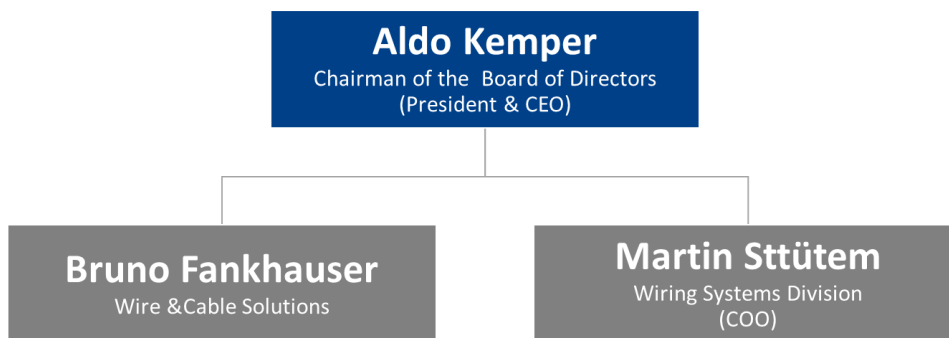 Aldo Kemper
Chairman of the Board of Directors
(President & CEO)
Bruno Fankhauser
Wire &Cable Solutions
Martin Sttütem
Wiring Systems Division
(COO)